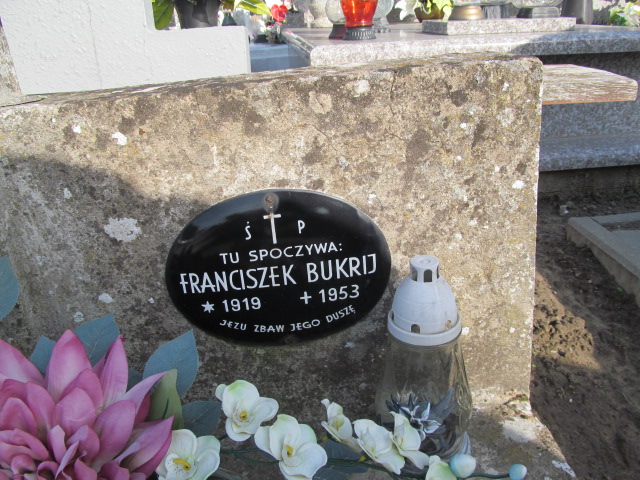 Ś P
TU SPOCZYWA:
FRANCISZEK BUKRIJ
* 1919 + 1953
JEZU ZBAW JEGO DUSZĘ